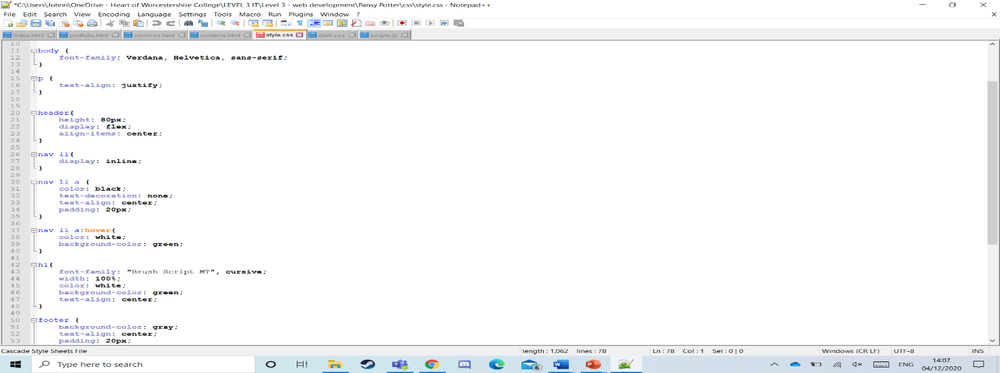 *C:\Users\Johnn\OneDrive - Heart of Worcestershire College\LEVEL 3 IT\Level 3 - web development\Pansy Potter\css\style.css - Notepad++
File Edit Search View Encoding Language Settings Tools Macro Run Plugins Window ? X
index.html portfolio.html services.html contacts.html style.css dark.css scripts.js
10
11 body {
12 font-family: Verdana, Helvetica, sans-serif;
13 }
14
15 p {
16 text-align: justify;
17 }
18
19
20 header{
21 height: 80px;
22 display: flex;
23 align-items: center;
24 }
25
26 nav li{
27 display: inline;
28 }
29
30 nav li a {
31 color: black;
32 text-decoration: none;
33 text-align: center;
34 padding: 20px;
35 }
36
37 nav li a:hover{
38 color: white;
39 background-color: green;
40 }
41
42 h1{
43 font-family: "Brush Script MT", cursive;
44 width: 100%;
45 color: white;
46 background-color: green;
47 text-align: center;
48 }
49
50 footer {
51 background-color: gray;
52 text-align: center;
53 padding: 20px;
Cascade Style Sheets File length : 1,062 lines : 78 Ln : 78 Col : 1 Sel : 0 | 0 Windows (CR LF) UTF-8 INS
Type here to search 6 ENG 14:07
04/12/2020